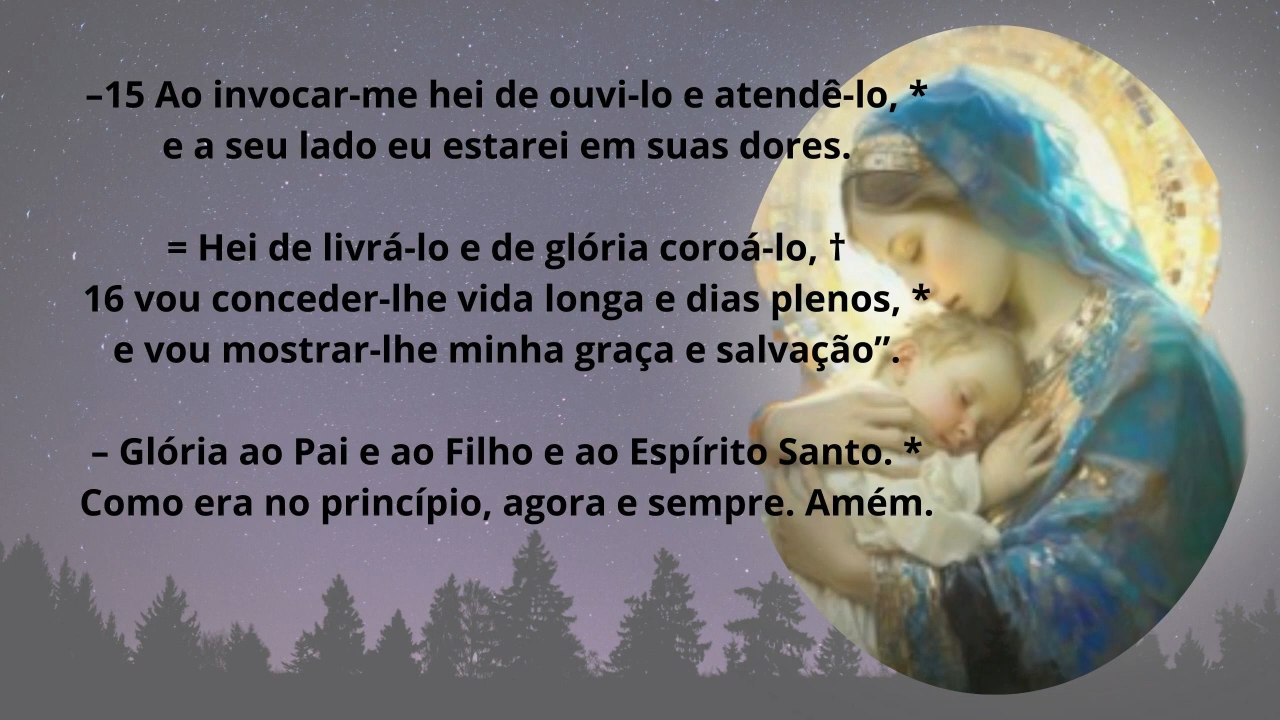 –15 Ao invocar-me hei de ouvi-lo e atendê-lo, *
e a seu lado eu estarei em suas dores.
= Hei de livrá-lo e de glória coroá-lo, †
16 vou conceder-lhe vida longa e dias plenos, *
e vou mostrar-lhe minha graça e salvação”.
– Glória ao Pai e ao Filho e ao Espírito Santo. *
Como era no princípio, agora e sempre. Amém.